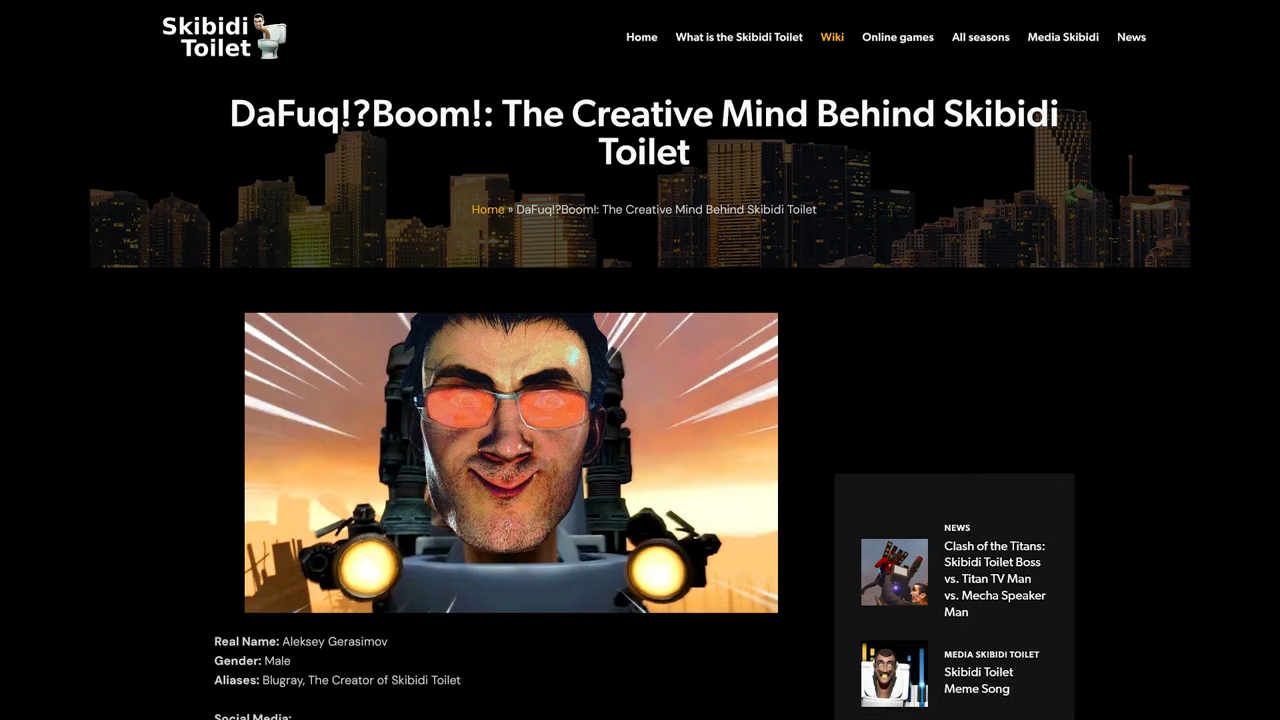 Skibidi
Toilet
Home
What is the Skibidi Toilet
Wiki
Online games
All seasons
Media Skibidi
News
DaFuq!?Boom!: The Creative Mind Behind Skibidi
Toilet
Home » DaFuq!?Boom!: The Creative Mind Behind Skibidi Toilet
Real Name: Aleksey Gerasimov
Gender: Male
Aliases: Blugray, The Creator of Skibidi Toilet
Social Media:
NEWS
Clash of the Titans:
Skibidi Toilet Boss
vs. Titan TV Man
vs. Mecha Speaker
Man
MEDIA SKIBIDI TOILET
Skibidi Toilet
Meme Song